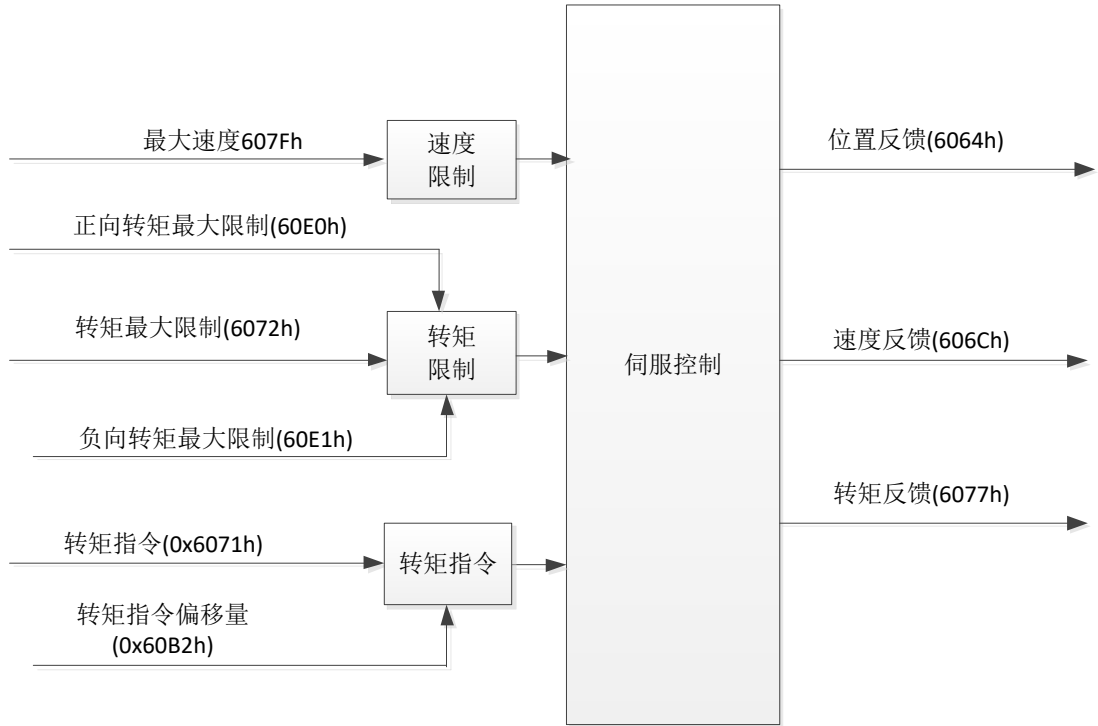 最大速度607Fh
速度
限制
正向转矩最大限制(60E0h)
转矩最大限制(6072h)
转矩
限制
负向转矩最大限制(60E1h)
转矩指令(0x6071h)
转矩指令
转矩指令偏移量
(0x60B2h)
伺服控制
位置反馈(6064h)
速度反馈(606Ch)
转矩反馈(6077h)